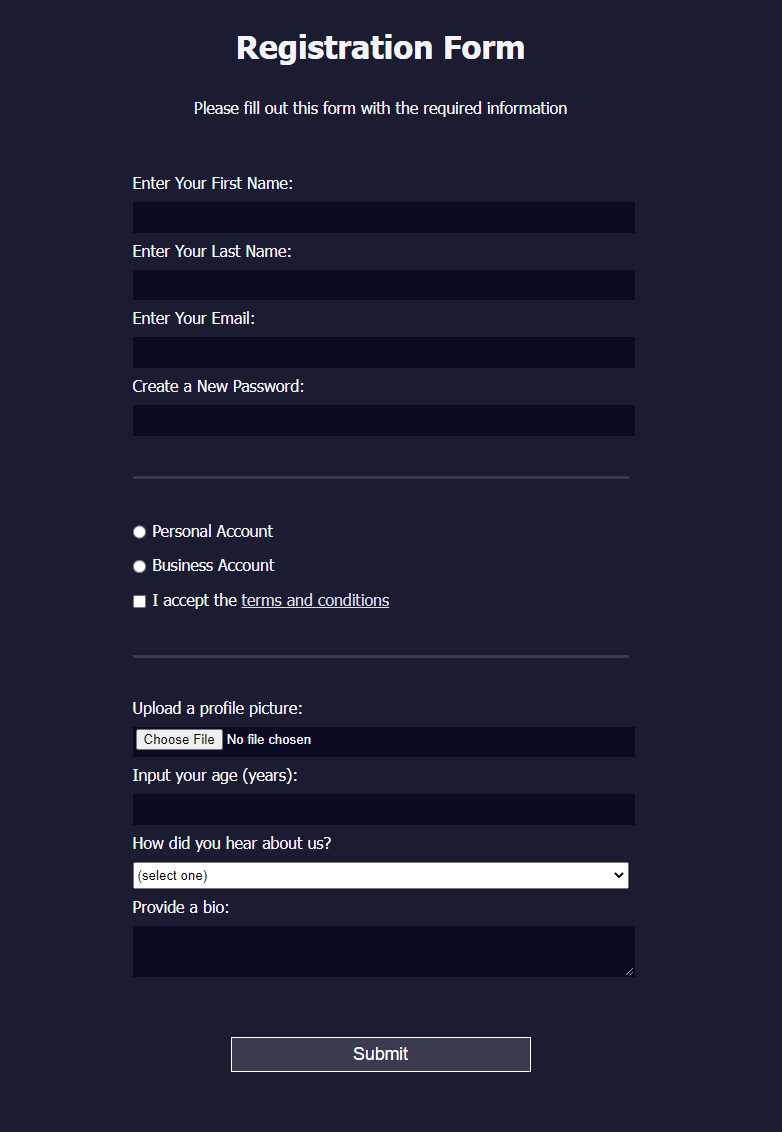 Registration Form
Please fill out this form with the required information
Enter Your First Name:
Enter Your Last Name:
Enter Your Email:
Create a New Password:
Personal Account
Business Account
I accept the terms and conditions
Upload a profile picture:
Choose File No file chosen
Input your age (years):
How did you hear about us?
(select one)
Provide a bio:
Submit